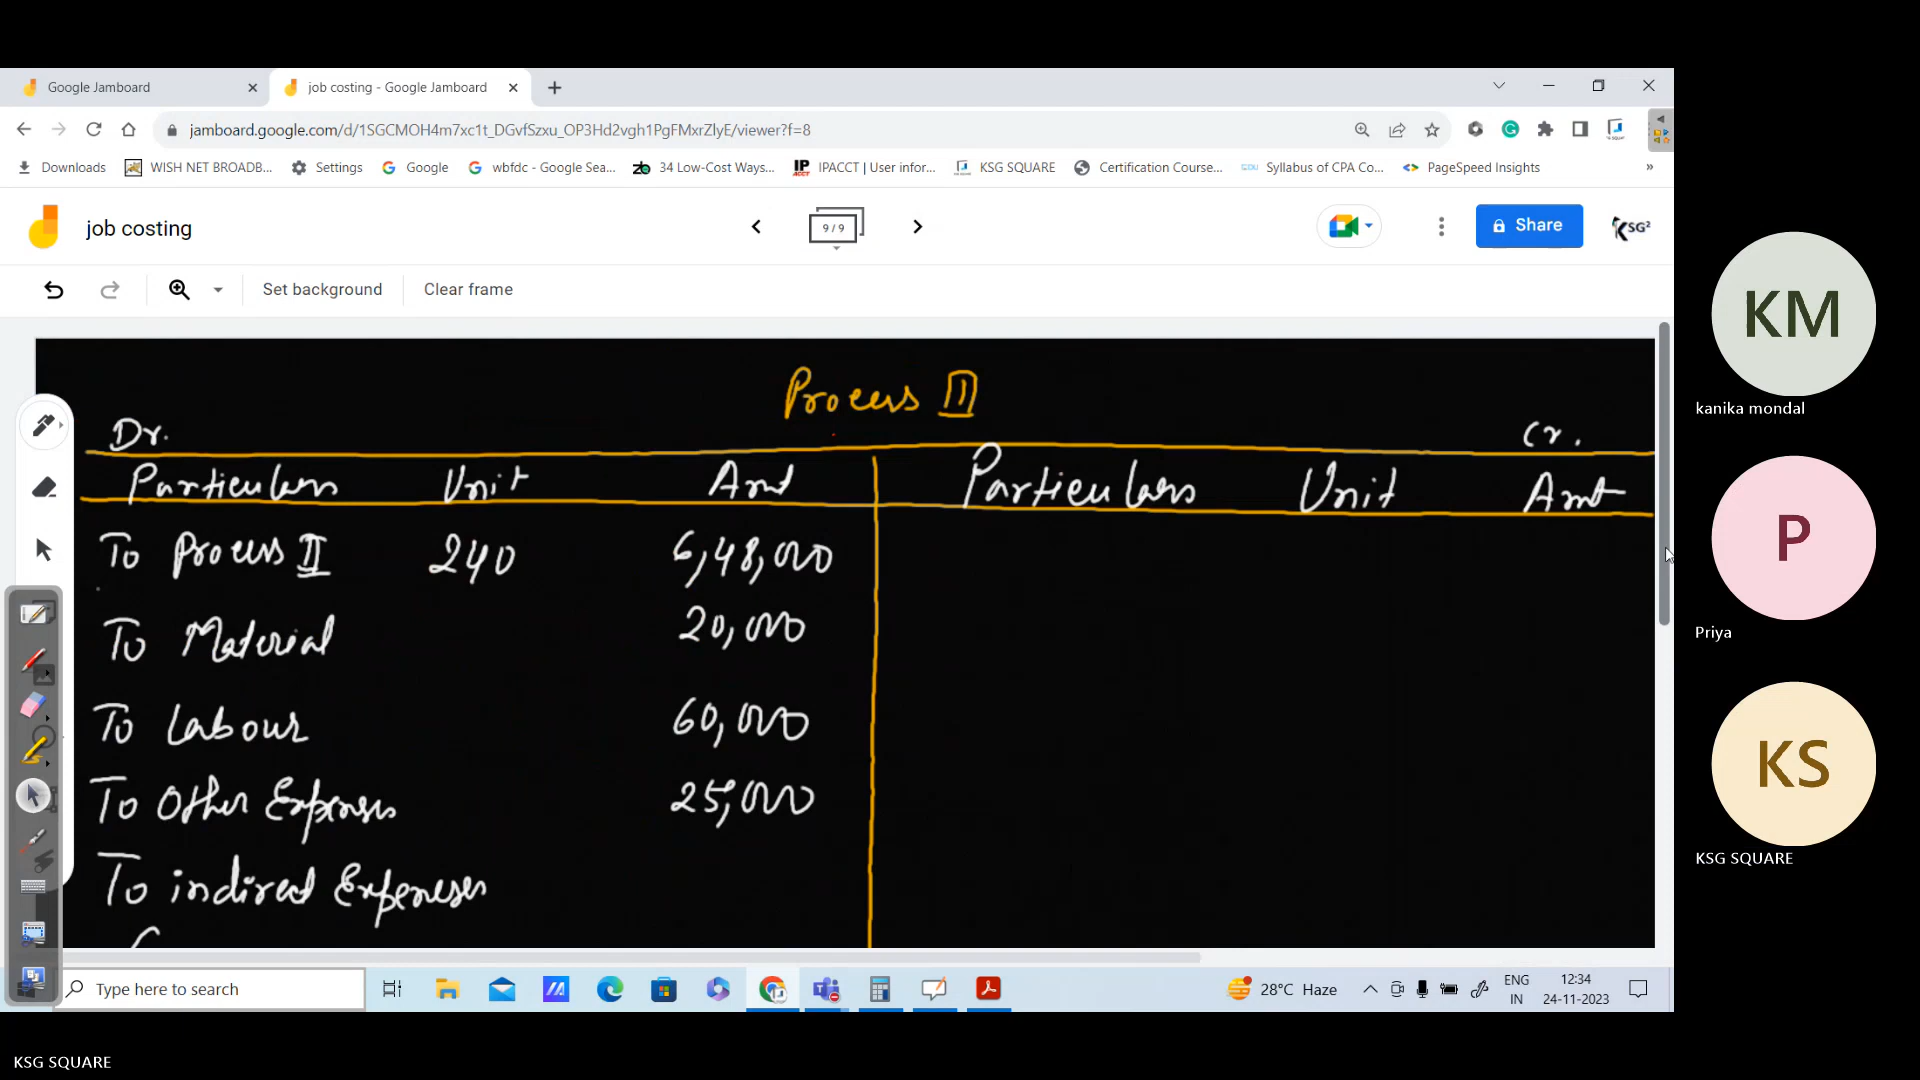 Google Jamboard
job costing - Google Jamboard
jamboard.google.com/d/1SGCMOH4m7xc1t_DGvfSzxu_OP3Hd2vgh1PgFMxrZlyE/viewer?f=8
Downloads WISH NET BROADB... Settings Google wbfdc - Google Sea... 34 Low-Cost Ways... IPACCT | User infor... KSG SQUARE Certification Course... Syllabus of CPA Co... PageSpeed Insights »
job costing 9 / 9 Share KSG²
Set background Clear frame
Process III
Dr. Cr.
Particulars Unit Amt Particulars Unit Amt
To Process II 240 6,48,000
To Material 20,000
To Labour 60,000
To Other Expenses 25,000
To indirect Expenses
KM
kanika mondal
P
Priya
KS
KSG SQUARE
Type here to search 28°C Haze ENG IN 12:34 24-11-2023
KSG SQUARE